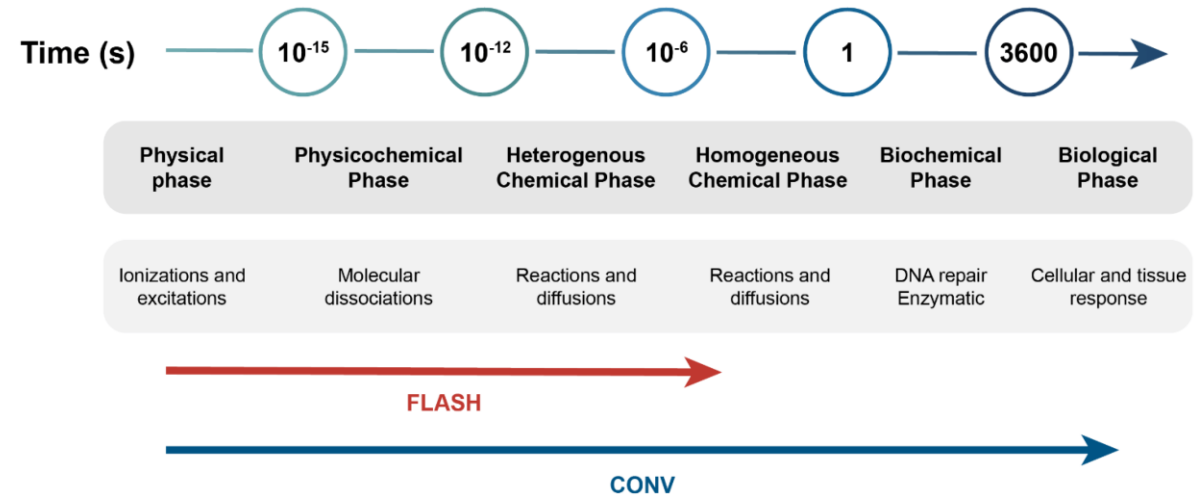 Time (s) 10⁻¹⁵ 10⁻¹² 10⁻⁶ 1 3600
Physical Physicochemical Heterogenous Homogeneous Biochemical Biological
phase Phase Chemical Phase Chemical Phase Phase Phase
Ionizations and Molecular Reactions and Reactions and DNA repair Cellular and tissue
excitations dissociations diffusions diffusions Enzymatic response
FLASH
CONV